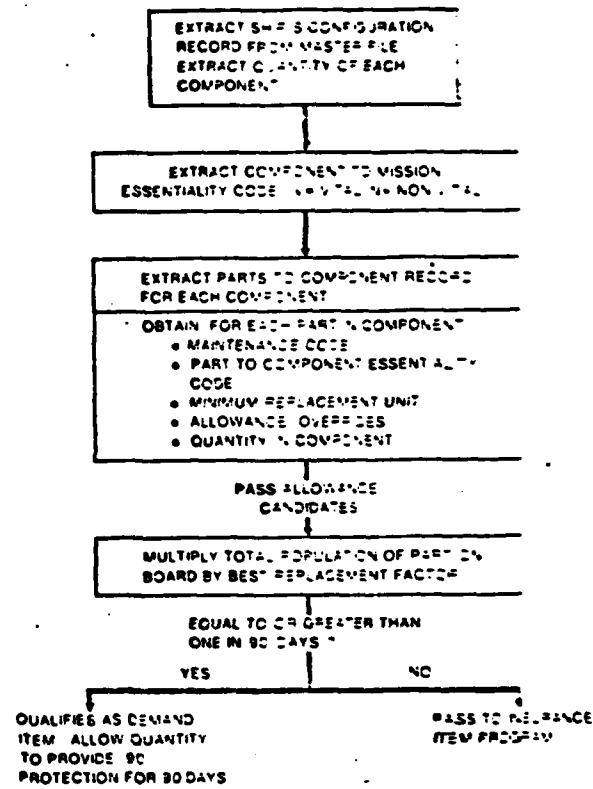 EXTRACT SHIP'S CONFIGURATION
RECORD FROM MASTER FILE
EXTRACT QUANTITY OF EACH
COMPONENT
EXTRACT COMPONENT TO MISSION
ESSENTIALITY CODE VITAL NON VITAL
EXTRACT PARTS TO COMPONENT RECORD
FOR EACH COMPONENT
OBTAIN FOR EACH PART IN COMPONENT
• MAINTENANCE CODE
• PART TO COMPONENT ESSENTIALITY
CODE
• MINIMUM REPLACEMENT UNIT
• ALLOWANCE OVERRIDES
• QUANTITY IN COMPONENT
PASS ALLOWANCE
CANDIDATES
MULTIPLY TOTAL POPULATION OF PART ON
BOARD BY BEST REPLACEMENT FACTOR
EQUAL TO OR GREATER THAN
ONE IN 90 DAYS ?
YES
NO
QUALIFIES AS DEMAND
ITEM ALLOW QUANTITY
TO PROVIDE 90
PROTECTION FOR 90 DAYS
PASS TO INSURANCE
ITEM PROGRAM